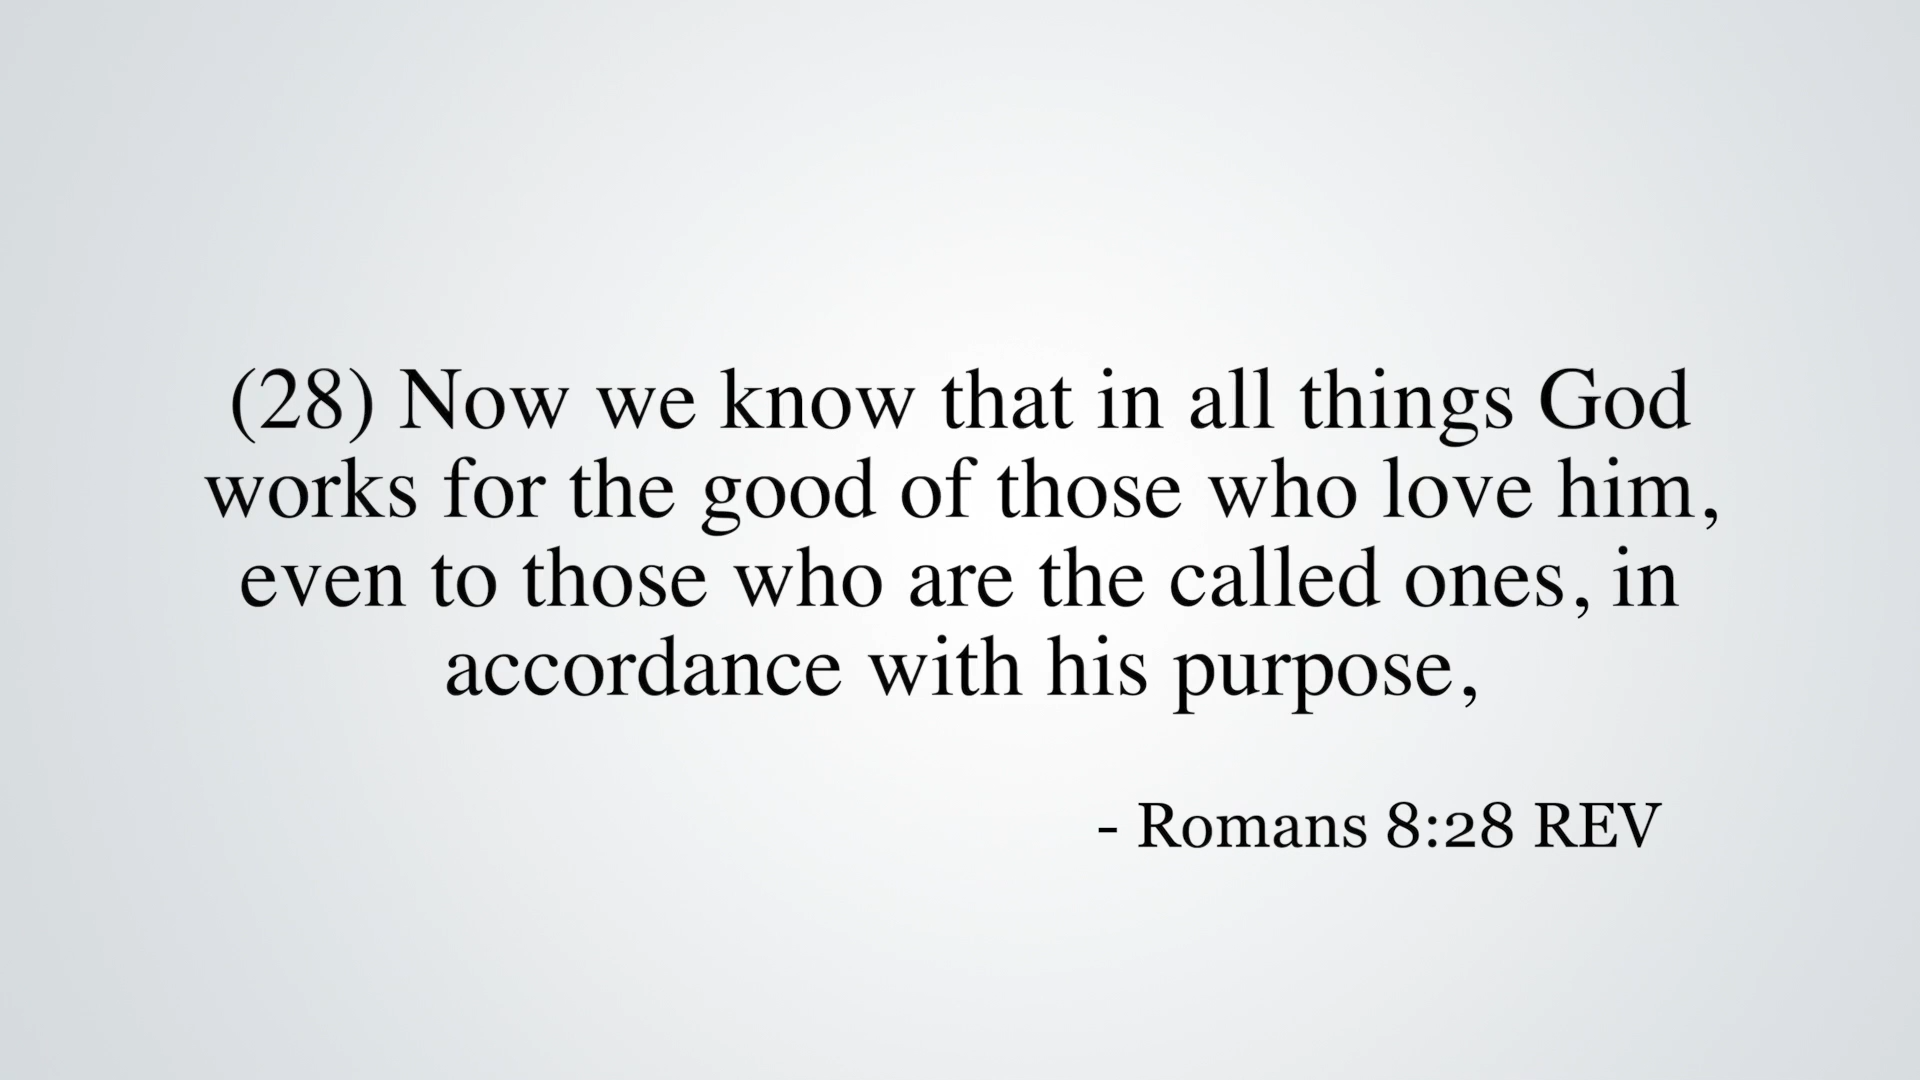 (28) Now we know that in all things God
works for the good of those who love him,
even to those who are the called ones, in
accordance with his purpose,
- Romans 8:28 REV